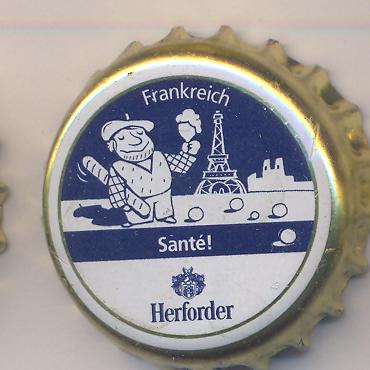 Frankreich
Santé!
Herforder